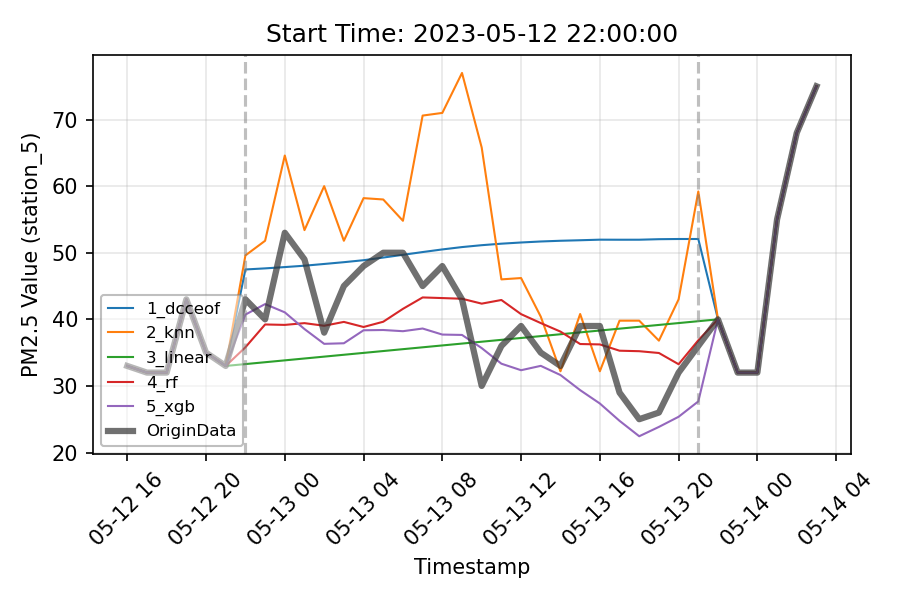 Start Time: 2023-05-12 22:00:00
PM2.5 Value (station_5)
70
60
50
40
30
20
1_dcceof
2_knn
3_linear
4_rf
5_xgb
OriginData
05-12 16
05-12 20
05-13 00
05-13 04
05-13 08
05-13 12
05-13 16
05-13 20
05-14 00
05-14 04
Timestamp